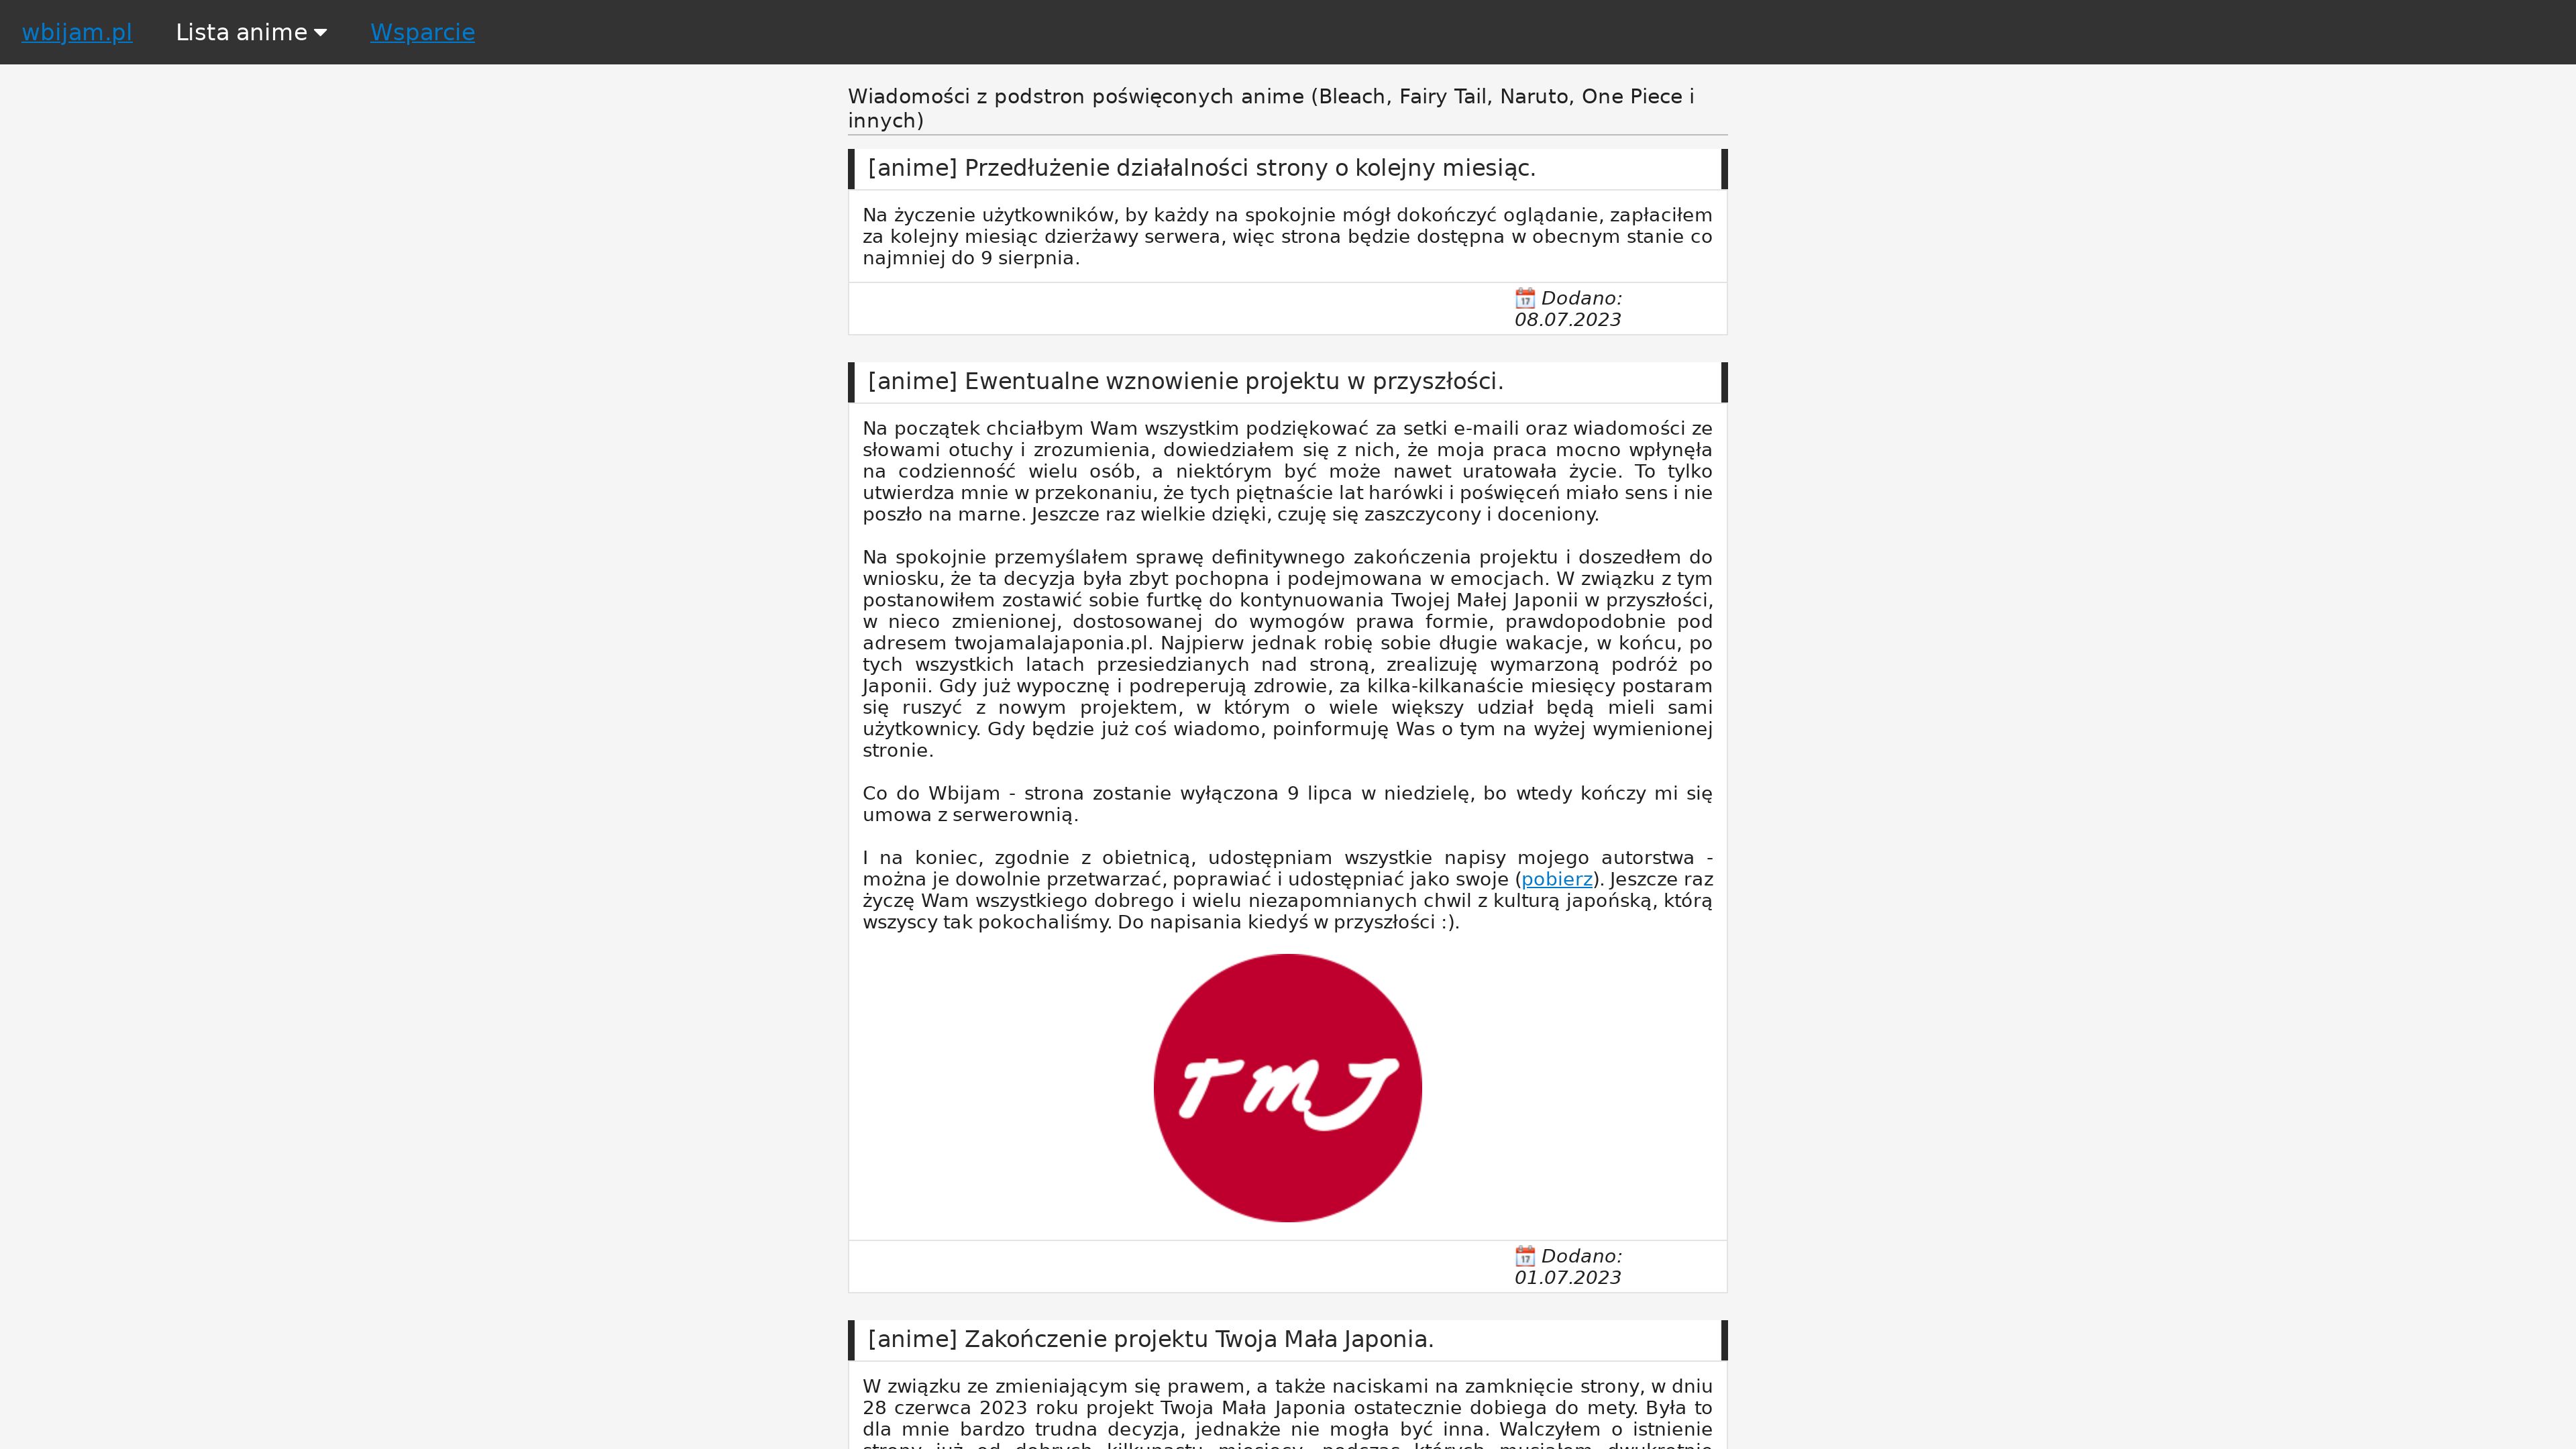 wbijam.pl Lista anime Wsparcie
Wiadomości z podstron poświęconych anime (Bleach, Fairy Tail, Naruto, One Piece i
innych)
[anime] Przedłużenie działalności strony o kolejny miesiąc.
Na życzenie użytkowników, by każdy na spokojnie mógł dokończyć oglądanie, zapłaciłem
za kolejny miesiąc dzierżawy serwera, więc strona będzie dostępna w obecnym stanie co
najmniej do 9 sierpnia.
Dodano:
08.07.2023
[anime] Ewentualne wznowienie projektu w przyszłości.
Na początek chciałbym Wam wszystkim podziękować za setki e-maili oraz wiadomości ze
słowami otuchy i zrozumienia, dowiedziałem się z nich, że moja praca mocno wpłynęła
na codzienność wielu osób, a niektórym być może nawet uratowała życie. To tylko
utwierdza mnie w przekonaniu, że tych piętnaście lat harówki i poświęceń miało sens i nie
poszło na marne. Jeszcze raz wielkie dzięki, czuję się zaszczycony i doceniony.
Na spokojnie przemyślałem sprawę definitywnego zakończenia projektu i doszedłem do
wniosku, że ta decyzja była zbyt pochopna i podejmowana w emocjach. W związku z tym
postanowiłem zostawić sobie furtkę do kontynuowania Twojej Małej Japonii w przyszłości,
w nieco zmienionej, dostosowanej do wymogów prawa formie, prawdopodobnie pod
adresem twojamalajaponia.pl. Najpierw jednak robię sobie długie wakacje, w końcu, po
tych wszystkich latach przesiedzianych nad stroną, zrealizuję wymarzoną podróż po
Japonii. Gdy już wypocznę i podreperują zdrowie, za kilka-kilkanaście miesięcy postaram
się ruszyć z nowym projektem, w którym o wiele większy udział będą mieli sami
użytkownicy. Gdy będzie już coś wiadomo, poinformuję Was o tym na wyżej wymienionej
stronie.
Co do Wbijam - strona zostanie wyłączona 9 lipca w niedzielę, bo wtedy kończy mi się
umowa z serwerownią.
I na koniec, zgodnie z obietnicą, udostępniam wszystkie napisy mojego autorstwa -
można je dowolnie przetwarzać, poprawiać i udostępniać jako swoje (pobierz). Jeszcze raz
życzę Wam wszystkiego dobrego i wielu niezapomnianych chwil z kulturą japońską, którą
wszyscy tak pokochaliśmy. Do napisania kiedyś w przyszłości :).
TMJ
Dodano:
01.07.2023
[anime] Zakończenie projektu Twoja Mała Japonia.
W związku ze zmieniającym się prawem, a także naciskami na zamknięcie strony, w dniu
28 czerwca 2023 roku projekt Twoja Mała Japonia ostatecznie dobiega do mety. Była to
dla mnie bardzo trudna decyzja, jednakże nie mogła być inna. Walczyłem o istnienie
strony już od dobrych kilkunastu miesięcy, podczas których musiałem dwukrotnie